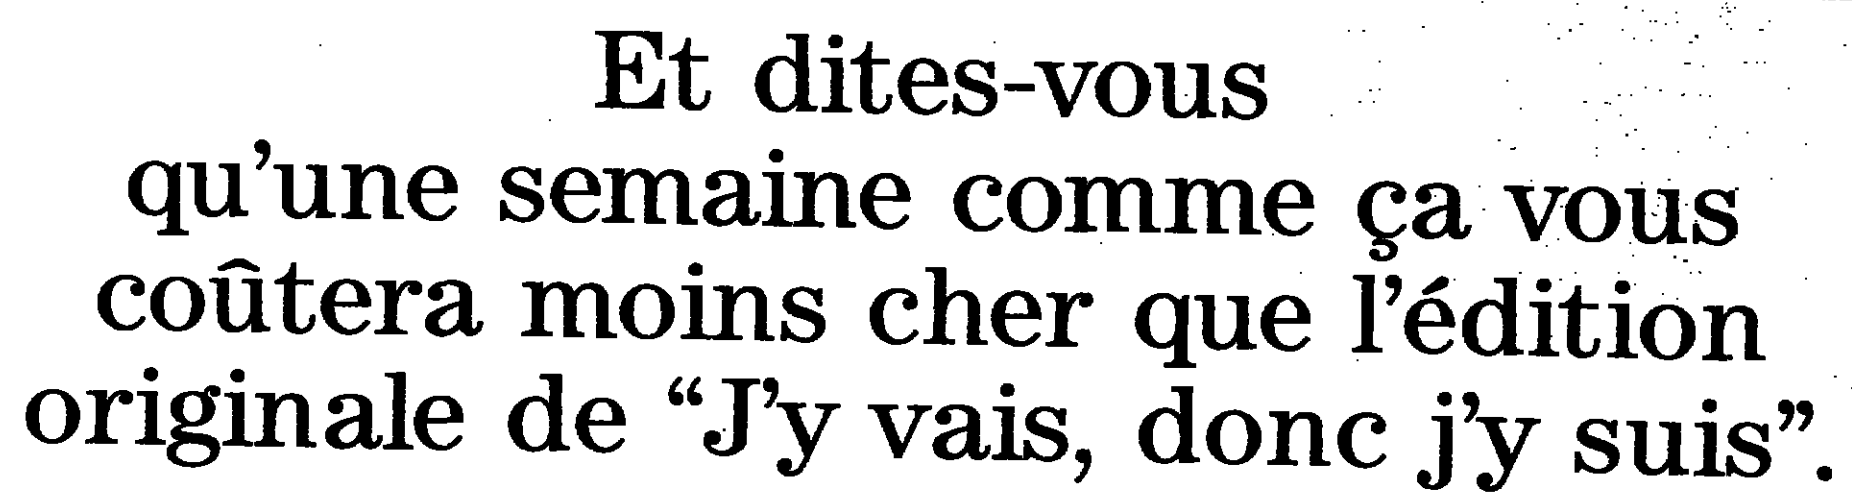 Et dites-vous
qu’une semaine comme ça vous
coûtera moins cher que l’édition
originale de “J’y vais, donc j’y suis”.